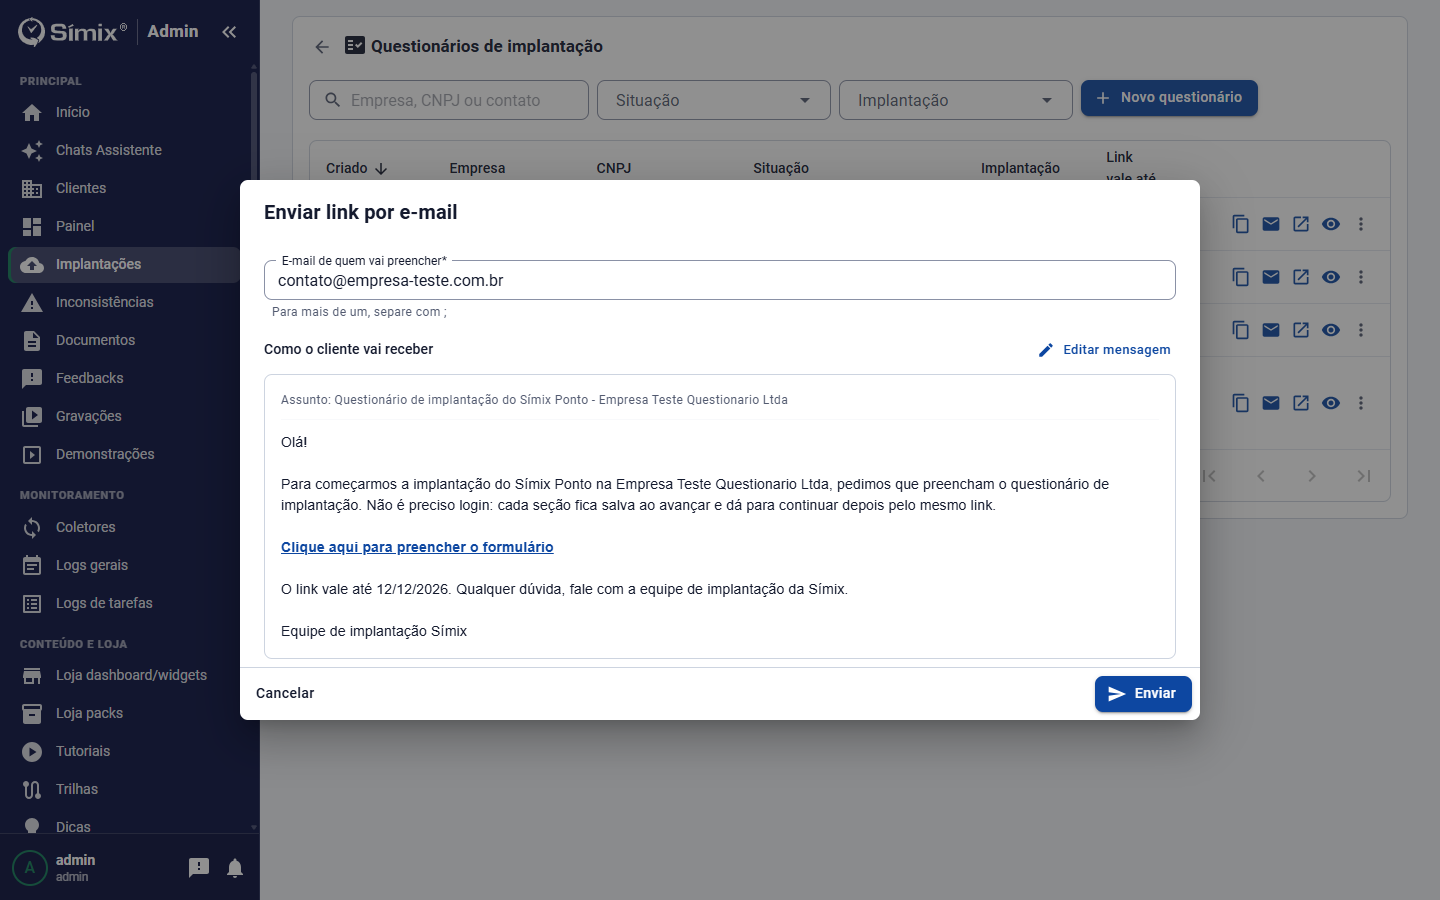 Símix®
Admin
PRINCIPAL
Início
Chats Assistente
Clientes
Painel
Implantações
Inconsistências
Documentos
Feedbacks
Gravações
Demonstrações
MONITORAMENTO
Coletores
Logs gerais
Logs de tarefas
CONTEÚDO E LOJA
Loja dashboard/widgets
Loja packs
Tutoriais
Trilhas
Dicas
A
admin
admin
Questionários de implantação
Empresa, CNPJ ou contato
Situação
Implantação
Novo questionário
Criado
Empresa
CNPJ
Situação
Implantação
Link
vale até
Enviar link por e-mail
E-mail de quem vai preencher*
contato@empresa-teste.com.br
Para mais de um, separe com ;
Como o cliente vai receber
Editar mensagem
Assunto: Questionário de implantação do Símix Ponto - Empresa Teste Questionario Ltda
Olá!
Para começarmos a implantação do Símix Ponto na Empresa Teste Questionario Ltda, pedimos que preencham o questionário de
implantação. Não é preciso login: cada seção fica salva ao avançar e dá para continuar depois pelo mesmo link.
Clique aqui para preencher o formulário
O link vale até 12/12/2026. Qualquer dúvida, fale com a equipe de implantação da Símix.
Equipe de implantação Símix
Cancelar
Enviar